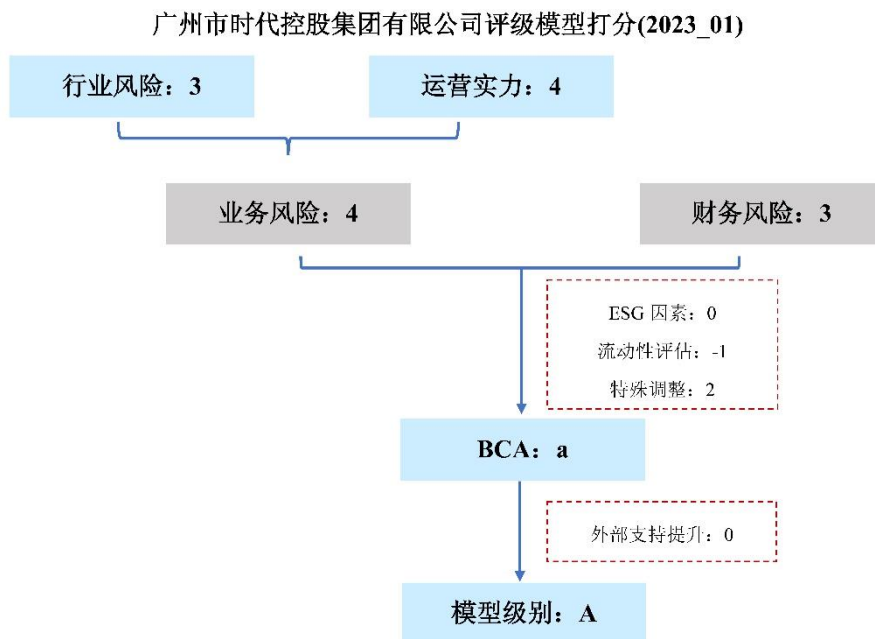 广州市时代控股集团有限公司评级模型打分(2023_01)
行业风险：3
运营实力：4
业务风险：4
财务风险：3
ESG 因素：0
流动性评估：-1
特殊调整：2
BCA：a
外部支持提升：0
模型级别：A